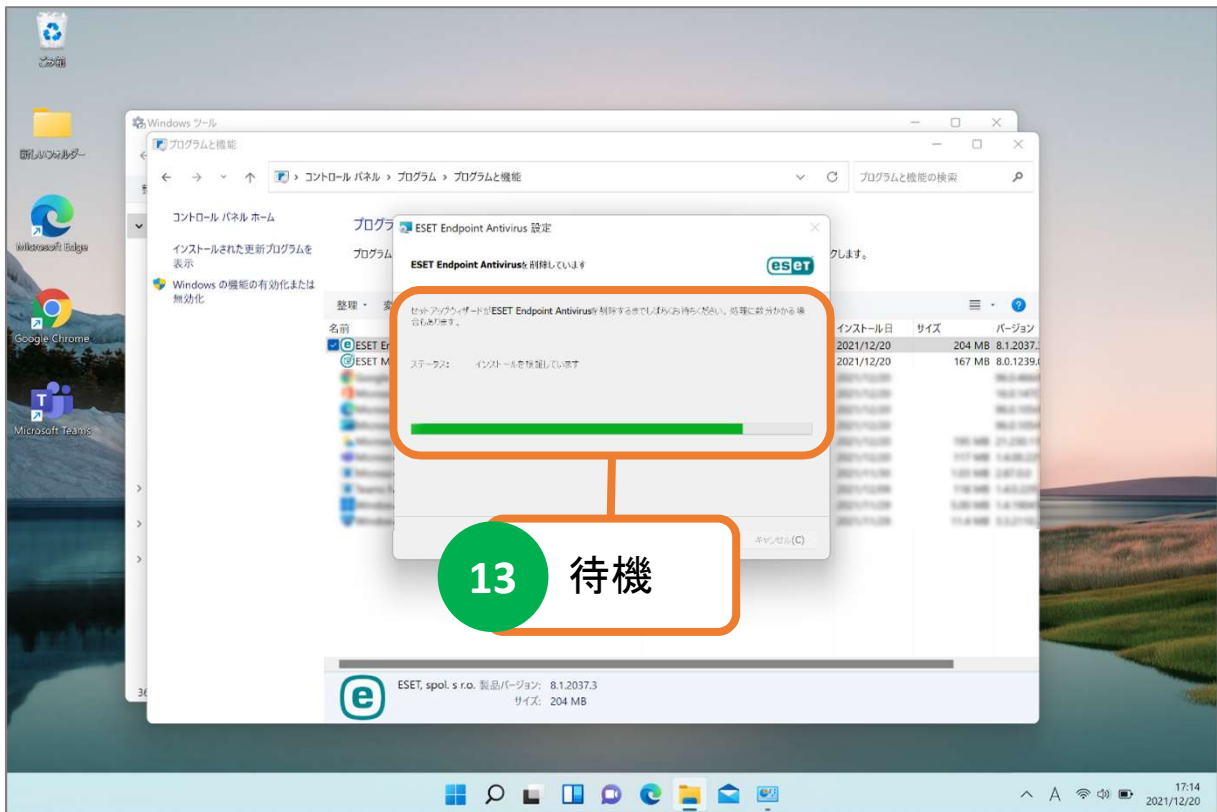 ごみ箱
Windows ツール
新しいフォルダー
プログラムと機能
コントロール パネル › プログラム › プログラムと機能
プログラムと機能の検索
コントロール パネル ホーム
インストールされた更新プログラムを
表示
Windows の機能の有効化または
無効化
プログラ
プログラム
クします。
ESET Endpoint Antivirus 設定
ESET Endpoint Antivirusを削除しています
eset
セットアップウィザードがESET Endpoint Antivirusを削除するまでしばらくお待ちください。処理に数分かかる場
合もあります。
ステータス: インストールを検証しています
キャンセル(C)
Microsoft Edge
Google Chrome
Microsoft Teams
整理
名前
インストール日 サイズ バージョン
ESET En 2021/12/20 204 MB 8.1.2037.
ESET M 2021/12/20 167 MB 8.0.1239.
13 待機
36
ESET, spol. s r.o. 製品バージョン: 8.1.2037.3
サイズ: 204 MB
A
17:14
2021/12/20